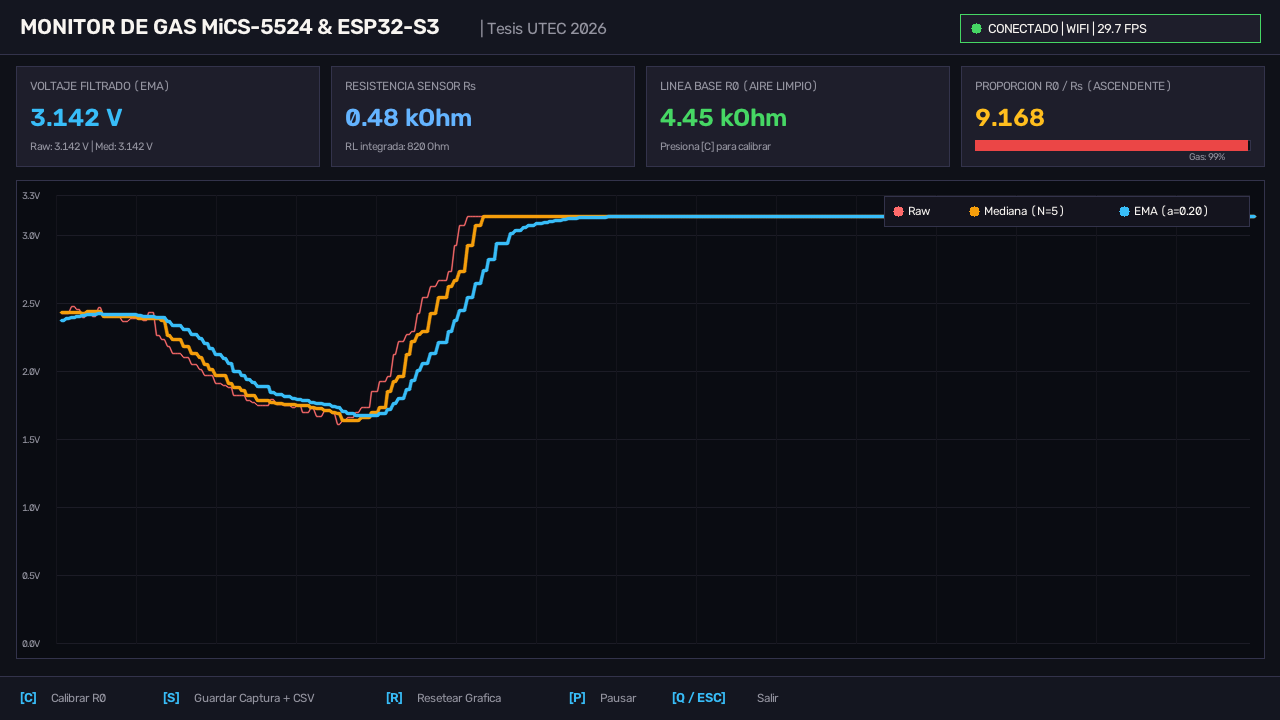 MONITOR DE GAS MiCS-5524 & ESP32-S3 | Tesis UTEC 2026
CONECTADO | WIFI | 29.7 FPS
VOLTAJE FILTRADO (EMA)
3.142 V
Raw: 3.142 V | Med: 3.142 V
RESISTENCIA SENSOR Rs
0.48 kOhm
RL integrada: 820 Ohm
LINEA BASE R0 (AIRE LIMPIO)
4.45 kOhm
Presiona [C] para calibrar
PROPORCION R0 / Rs (ASCENDENTE)
9.168
Gas: 99%
3.3V
3.0V
2.5V
2.0V
1.5V
1.0V
0.5V
0.0V
Raw Mediana (N=5) EMA (a=0.20)
[C] Calibrar R0 [S] Guardar Captura + CSV [R] Resetear Grafica [P] Pausar [Q / ESC] Salir